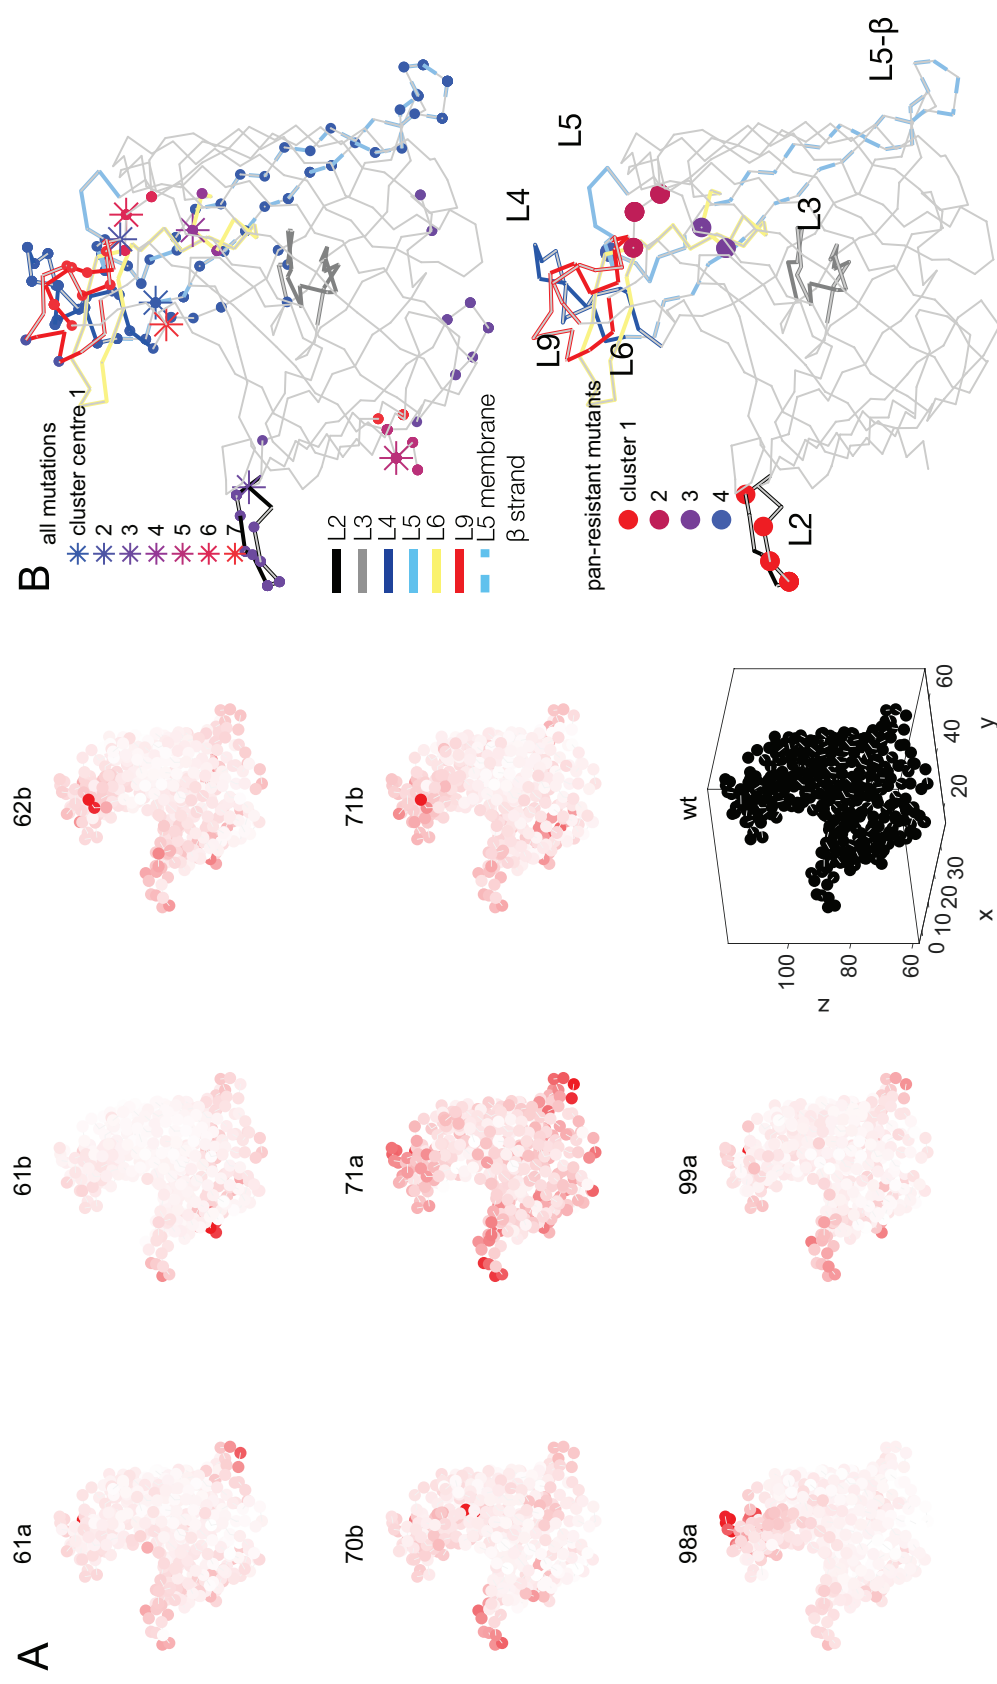 A
61a
61b
62b
70b
71a
71b
98a
99a
wt
100
80
60
z
0
10
20
30
x
20
40
60
y
B
all mutations
cluster centre 1
2
3
4
5
6
7
L2
L3
L4
L5
L6
L9
L5 membrane
β strand
L4
L5
L5-β
L9
L6
L3
L2
pan-resistant mutants
cluster 1
2
3
4